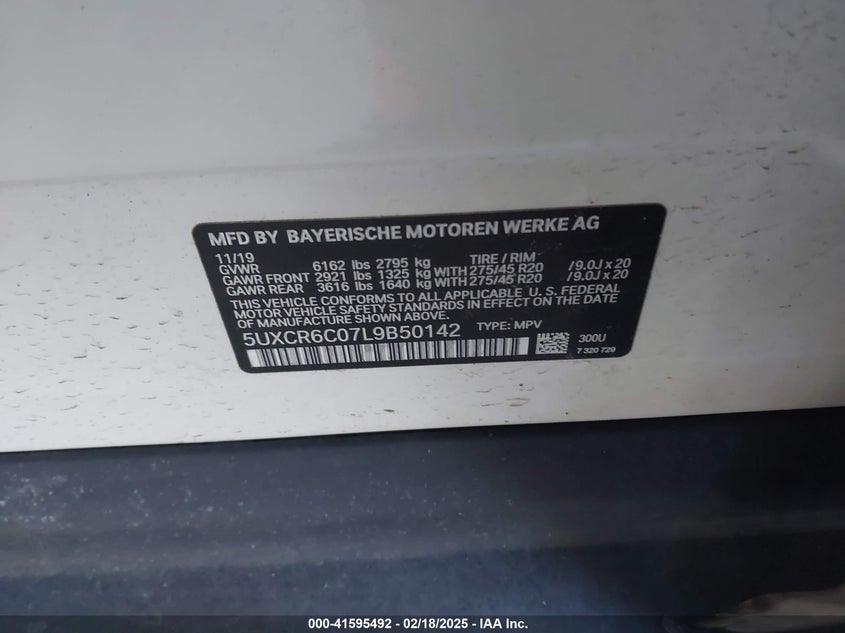 MFD BY BAYERISCHE MOTOREN WERKE AG
11/19 TIRE / RIM
GVWR 6162 lbs 2795 kg
GAWR FRONT 2921 lbs 1325 kg WITH 275/45 R20 /9.0J x 20
GAWR REAR 3616 lbs 1640 kg WITH 275/45 R20 /9.0J x 20
THIS VEHICLE CONFORMS TO ALL APPLICABLE U. S. FEDERAL
MOTOR VEHICLE SAFETY STANDARDS IN EFFECT ON THE DATE
OF MANUFACTURE SHOWN ABOVE.
5UXCR6C07L9B50142 TYPE: MPV
300U
7 320 729
000-41595492 - 02/18/2025 - IAA Inc.